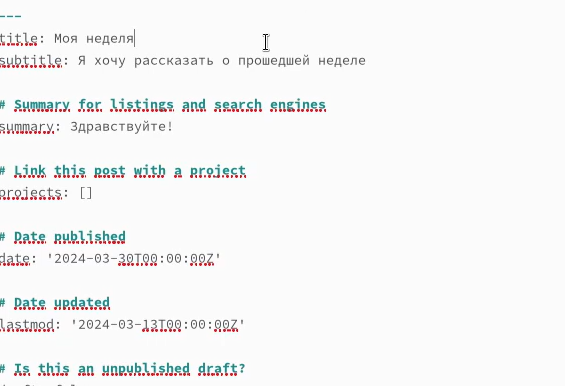 ---
title: Моя неделя
subtitle: Я хочу рассказать о прошедшей неделе
# Summary for listings and search engines
summary: Здравствуйте!
# Link this post with a project
projects: []
# Date published
date: '2024-03-30T00:00:00Z'
# Date updated
lastmod: '2024-03-13T00:00:00Z'
# Is this an unpublished draft?